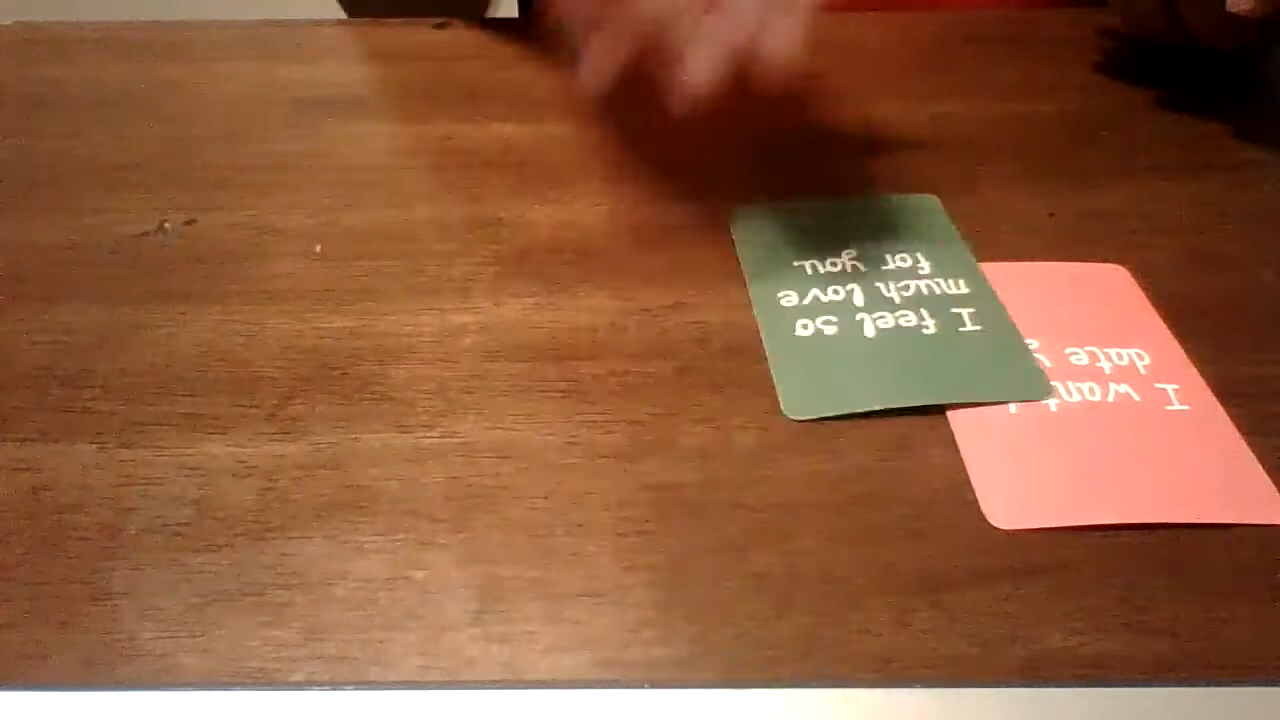 I feel so
much love
for you
I want
date